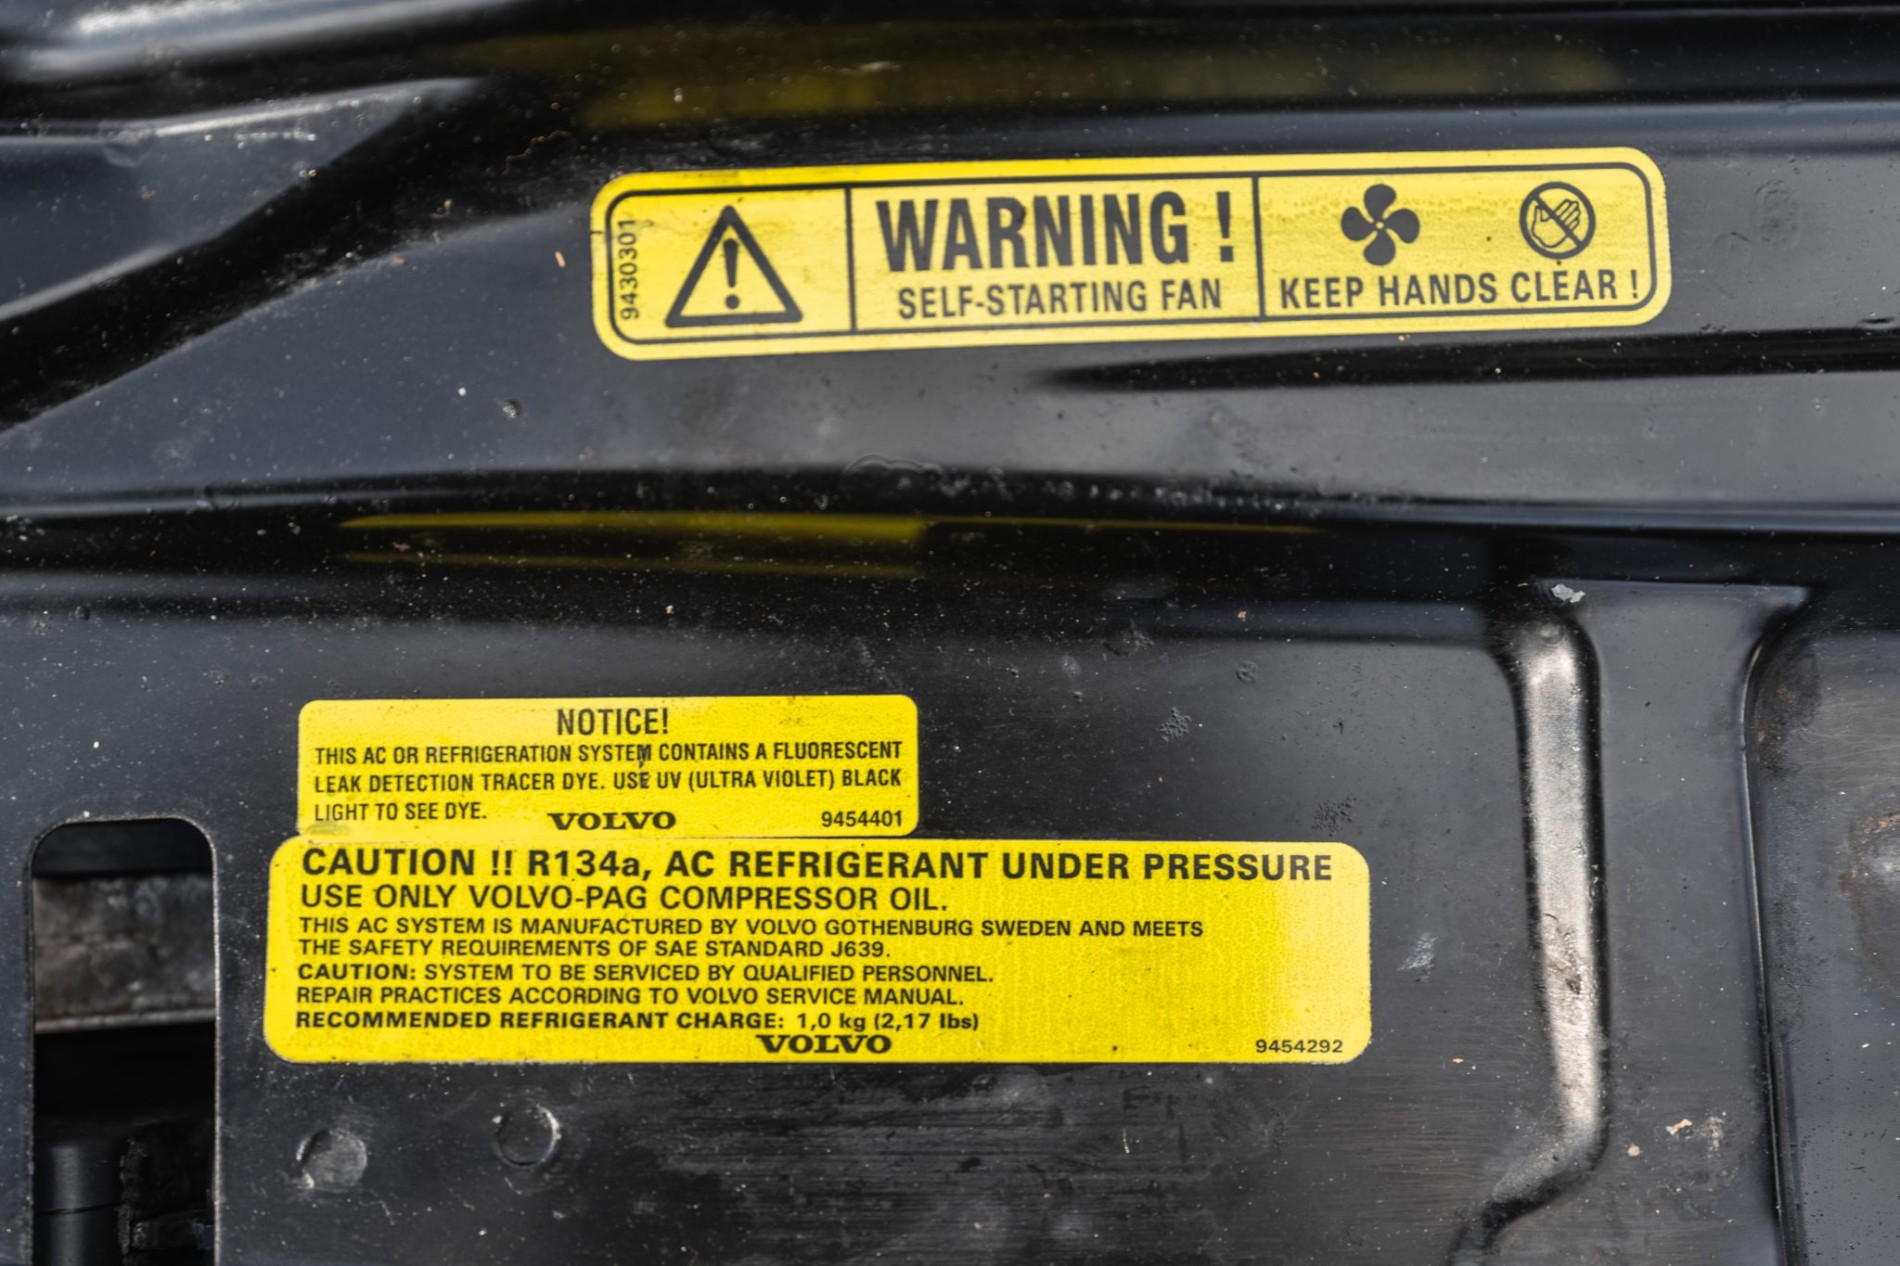 9430301
WARNING !
SELF-STARTING FAN
KEEP HANDS CLEAR !
NOTICE!
THIS AC OR REFRIGERATION SYSTEM CONTAINS A FLUORESCENT
LEAK DETECTION TRACER DYE. USE UV (ULTRA VIOLET) BLACK
LIGHT TO SEE DYE.
VOLVO 9454401
CAUTION !! R134a, AC REFRIGERANT UNDER PRESSURE
USE ONLY VOLVO-PAG COMPRESSOR OIL.
THIS AC SYSTEM IS MANUFACTURED BY VOLVO GOTHENBURG SWEDEN AND MEETS
THE SAFETY REQUIREMENTS OF SAE STANDARD J639.
CAUTION: SYSTEM TO BE SERVICED BY QUALIFIED PERSONNEL.
REPAIR PRACTICES ACCORDING TO VOLVO SERVICE MANUAL.
RECOMMENDED REFRIGERANT CHARGE: 1,0 kg (2,17 lbs)
VOLVO 9454292